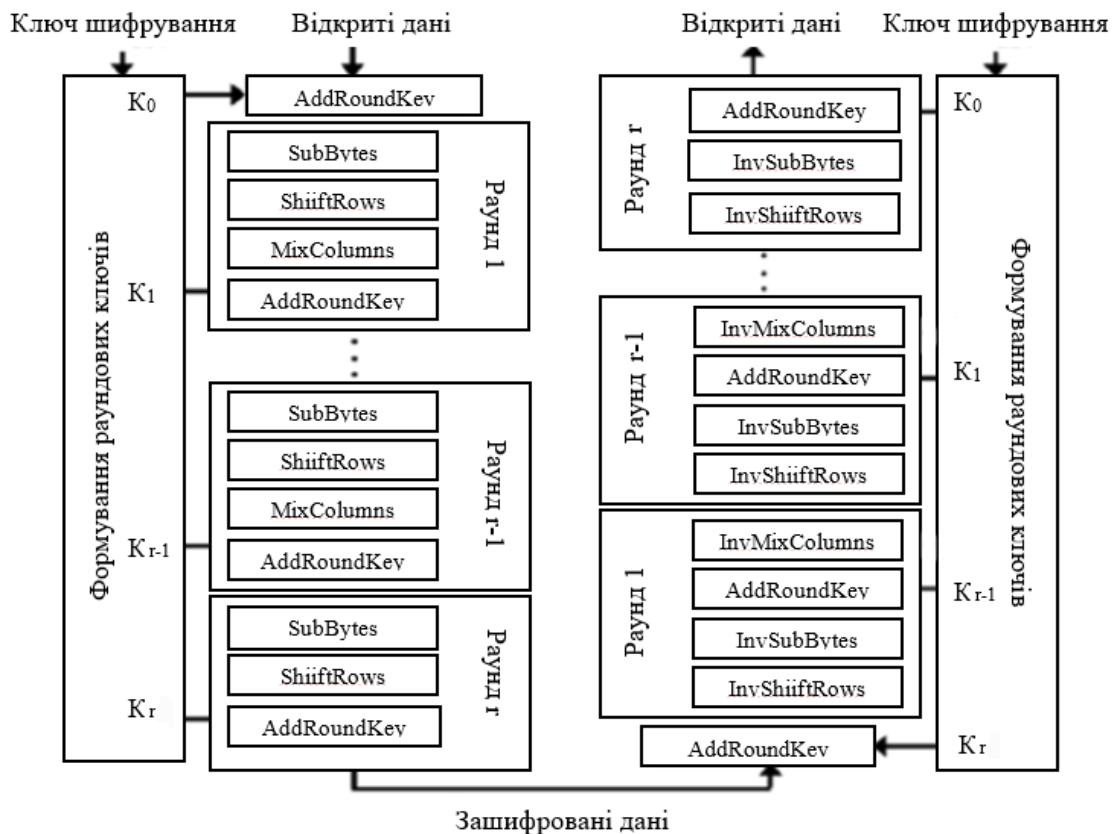 Ключ шифрування
Відкриті дані
Відкриті дані
Ключ шифрування
Формування раундових ключів
K0
K1
Kr-1
Kr
AddRoundKey
SubBytes
ShiiftRows
MixColumns
AddRoundKey
Раунд 1
SubBytes
ShiiftRows
MixColumns
AddRoundKey
Раунд r-1
SubBytes
ShiiftRows
AddRoundKey
Раунд r
Раунд r
AddRoundKey
InvSubBytes
InvShiiftRows
Раунд r-1
InvMixColumns
AddRoundKey
InvSubBytes
InvShiiftRows
Раунд 1
InvMixColumns
AddRoundKey
InvSubBytes
InvShiiftRows
AddRoundKey
K0
K1
Kr-1
Kr
Формування раундових ключів
Зашифровані дані